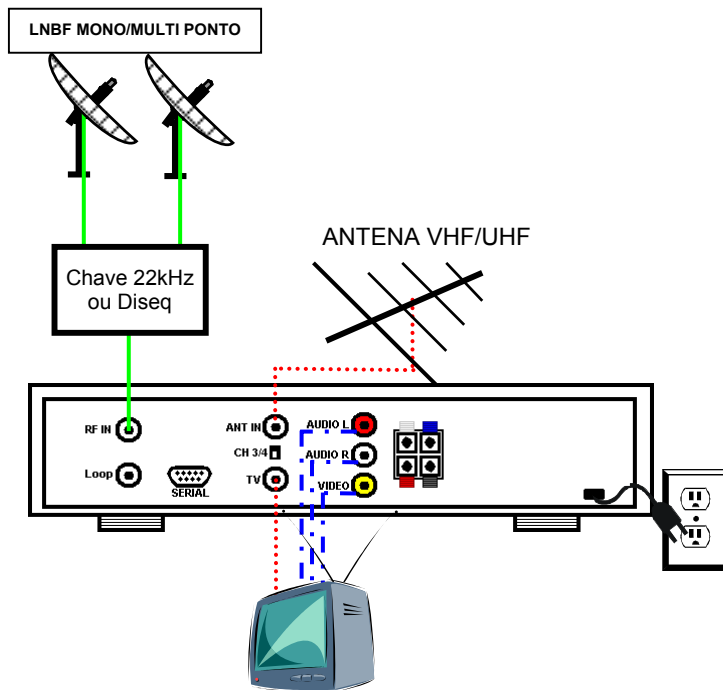 LNBF MONO/MULTI PONTO
Chave 22kHz
ou Diseq
ANTENA VHF/UHF
RF IN
ANT IN
AUDIO L
CH 3/4
AUDIO R
Loop
SERIAL
TV
VIDEO